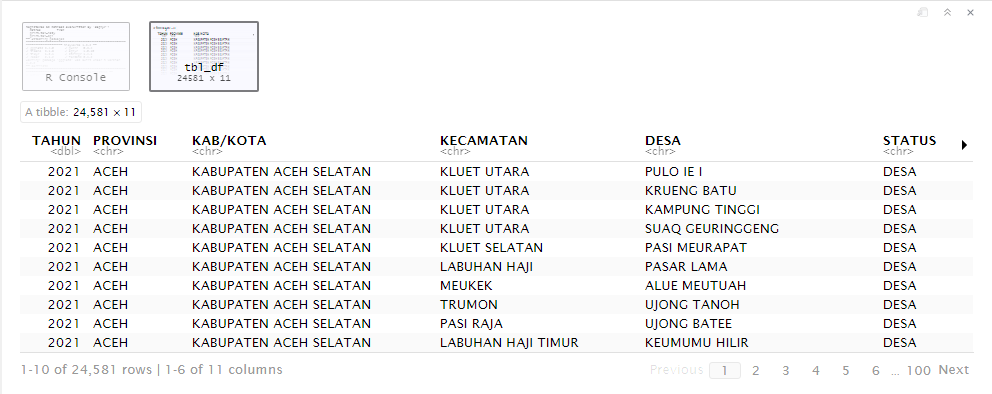 R Console
tbl_df
24581 x 11
A tibble: 24,581 × 11
TAHUN PROVINSI KAB/KOTA KECAMATAN DESA STATUS
<dbl> <chr> <chr> <chr> <chr> <chr>
2021 ACEH KABUPATEN ACEH SELATAN KLUET UTARA PULO IE I DESA
2021 ACEH KABUPATEN ACEH SELATAN KLUET UTARA KRUENG BATU DESA
2021 ACEH KABUPATEN ACEH SELATAN KLUET UTARA KAMPUNG TINGGI DESA
2021 ACEH KABUPATEN ACEH SELATAN KLUET UTARA SUAQ GEURINGGENG DESA
2021 ACEH KABUPATEN ACEH SELATAN KLUET SELATAN PASI MEURAPAT DESA
2021 ACEH KABUPATEN ACEH SELATAN LABUHAN HAJI PASAR LAMA DESA
2021 ACEH KABUPATEN ACEH SELATAN MEUKEK ALUE MEUTUAH DESA
2021 ACEH KABUPATEN ACEH SELATAN TRUMON UJONG TANOH DESA
2021 ACEH KABUPATEN ACEH SELATAN PASI RAJA UJONG BATEE DESA
2021 ACEH KABUPATEN ACEH SELATAN LABUHAN HAJI TIMUR KEUMUMU HILIR DESA
1-10 of 24,581 rows | 1-6 of 11 columns Previous 1 2 3 4 5 6 ... 100 Next